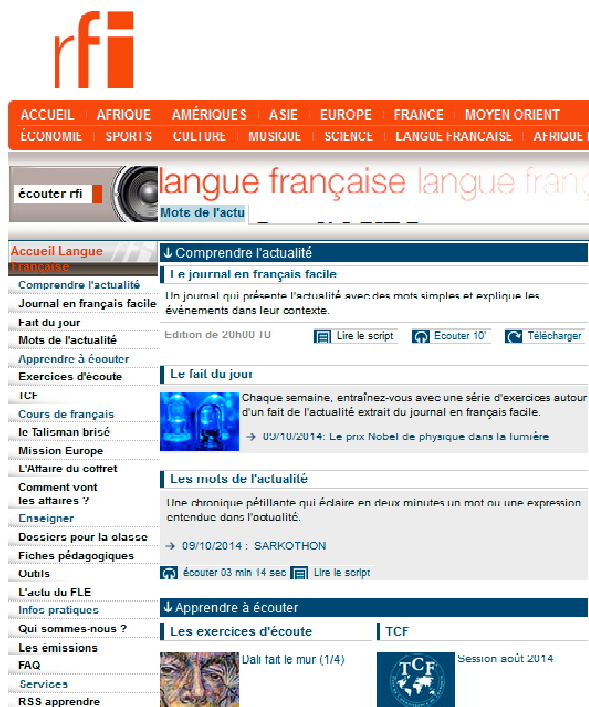 rfi
ACCUEIL AFRIQUE AMÉRIQUES ASIE EUROPE FRANCE MOYEN ORIENT
ÉCONOMIE SPORTS CULTURE MUSIQUE SCIENCE LANGUE FRANCAISE AFRIQUE
écouter rfi
langue française langue fran
Mots de l'actu
Accueil Langue
Française
Comprendre l'actualité
Journal en français facile
Fait du jour
Mots de l'actualité
Apprendre à écouter
Exercices d'écoute
TCF
Cours de français
le Talisman brisé
Mission Europe
L'Affaire du coffret
Comment vont
les affaires ?
Enseigner
Dossiers pour la classe
Fiches pédagogiques
Outils
L'actu du FLE
Infos pratiques
Qui sommes-nous ?
Les émissions
FAQ
Services
RSS apprendre
Comprendre l'actualité
Le journal en français facile
Un journal qui présente l'actualité avec des mots simples et explique les
événements dans leur contexte.
Edition de 20h00 TU Lire le script Ecouter 10' Télécharger
Le fait du jour
Chaque semaine, entraînez-vous avec une série d'exercices autour
d'un fait de l'actualité extrait du journal en français facile.
09/10/2014: Le prix Nobel de physique dans la lumière
Les mots de l'actualité
Une chronique pétillante qui éclaire en deux minutes un mot ou une expression
entendue dans l'actualité.
09/10/2014 : SARKOTHON
écouter 03 min 14 sec Lire le script
Apprendre à écouter
Les exercices d'écoute
Dali fait le mur (1/4)
TCF
TCF
Session août 2014